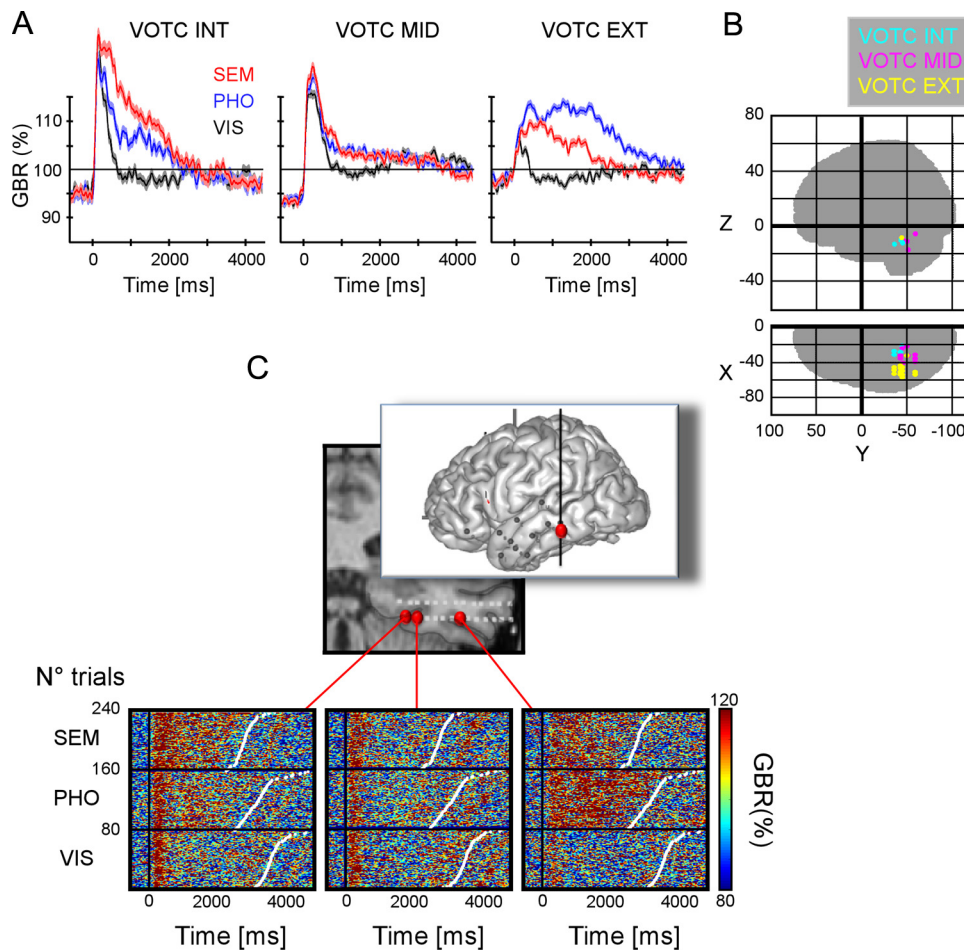 A
VOTC INT
VOTC MID
VOTC EXT
SEM
PHO
VIS
GBR (%)
110
100
90
0 2000 4000
0 2000 4000
0 2000 4000
Time [ms]
Time [ms]
Time [ms]
B
VOTC INT
VOTC MID
VOTC EXT
80
40
Z 0
-40
-80
0
X -40
-80
100 50 0 -50 -100
Y
C
N° trials
240
SEM
160
PHO
80
VIS
0 2000 4000
0 2000 4000
0 2000 4000
Time [ms]
Time [ms]
Time [ms]
120
GBR(%)
80